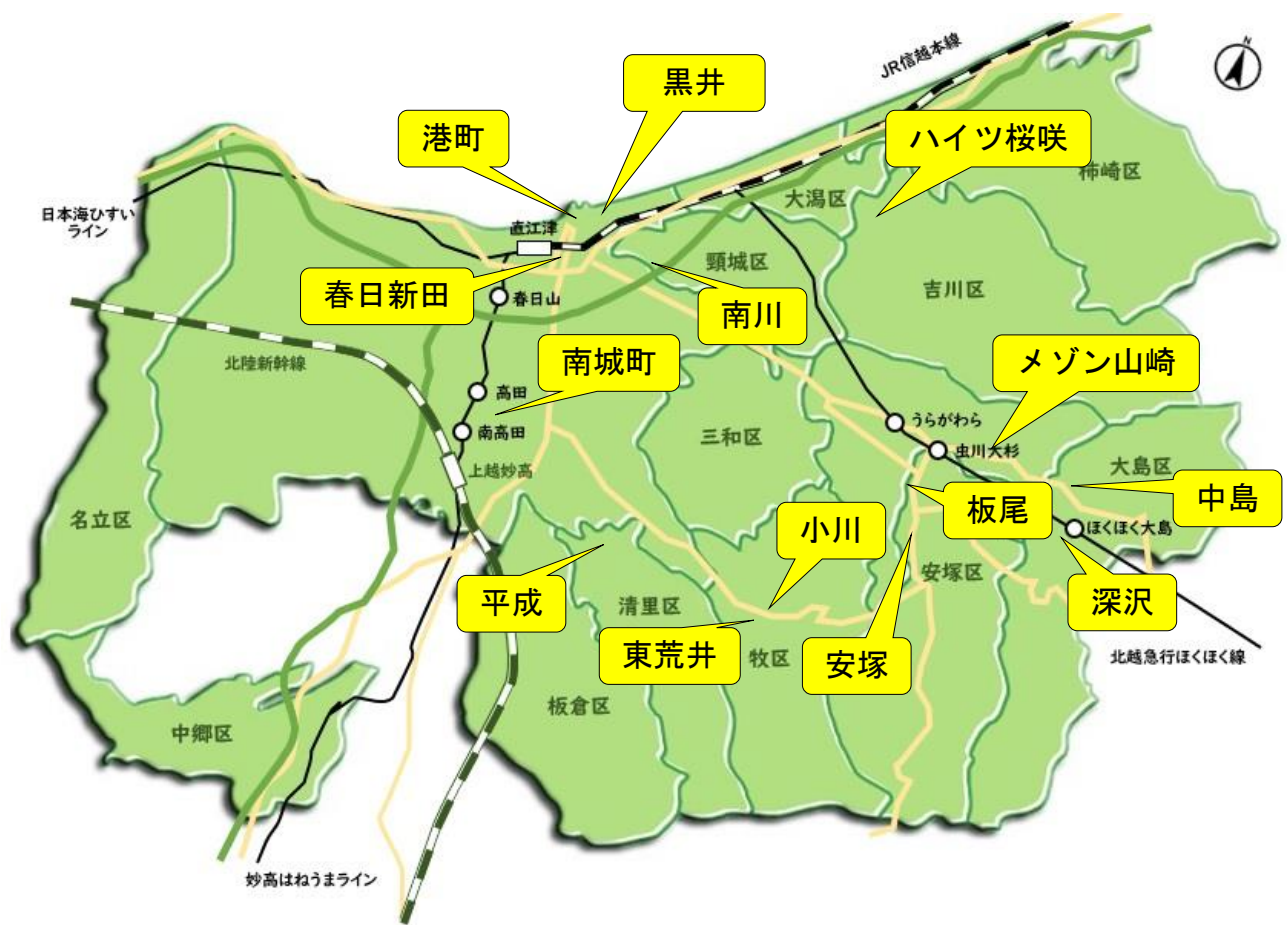 N
JR信越本線
黒井
港町
ハイツ桜咲
柿崎区
大潟区
日本海ひすい
ライン
直江津
頸城区
春日新田
春日山
南川
吉川区
北陸新幹線
南城町
メゾン山崎
高田
うらがわら
南高田
三和区
虫川大杉
上越妙高
大島区
中島
板尾
名立区
小川
ほくほく大島
安塚区
平成
清里区
深沢
東荒井
牧区
安塚
北越急行ほくほく線
板倉区
中郷区
妙高はねうまライン